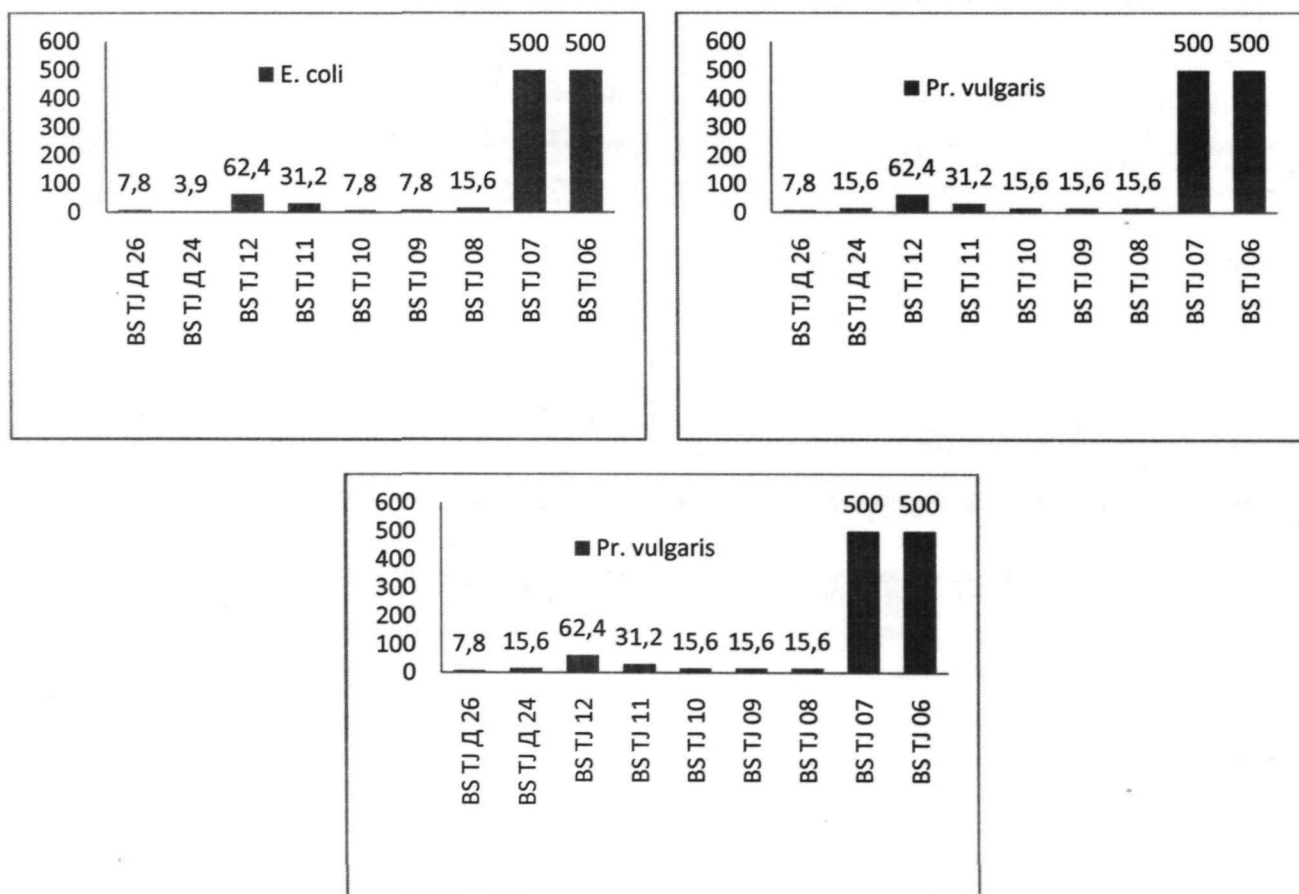 600
500
400
300
200
100
0
■ E. coli
7,8 3,9 62,4 31,2 7,8 7,8 15,6 500 500
BS TJ Д 26
BS TJ Д 24
BS TJ 12
BS TJ 11
BS TJ 10
BS TJ 09
BS TJ 08
BS TJ 07
BS TJ 06
600
500
400
300
200
100
0
■ Pr. vulgaris
7,8 15,6 62,4 31,2 15,6 15,6 15,6 500 500
BS TJ Д 26
BS TJ Д 24
BS TJ 12
BS TJ 11
BS TJ 10
BS TJ 09
BS TJ 08
BS TJ 07
BS TJ 06
600
500
400
300
200
100
0
■ Pr. vulgaris
7,8 15,6 62,4 31,2 15,6 15,6 15,6 500 500
BS TJ Д 26
BS TJ Д 24
BS TJ 12
BS TJ 11
BS TJ 10
BS TJ 09
BS TJ 08
BS TJ 07
BS TJ 06